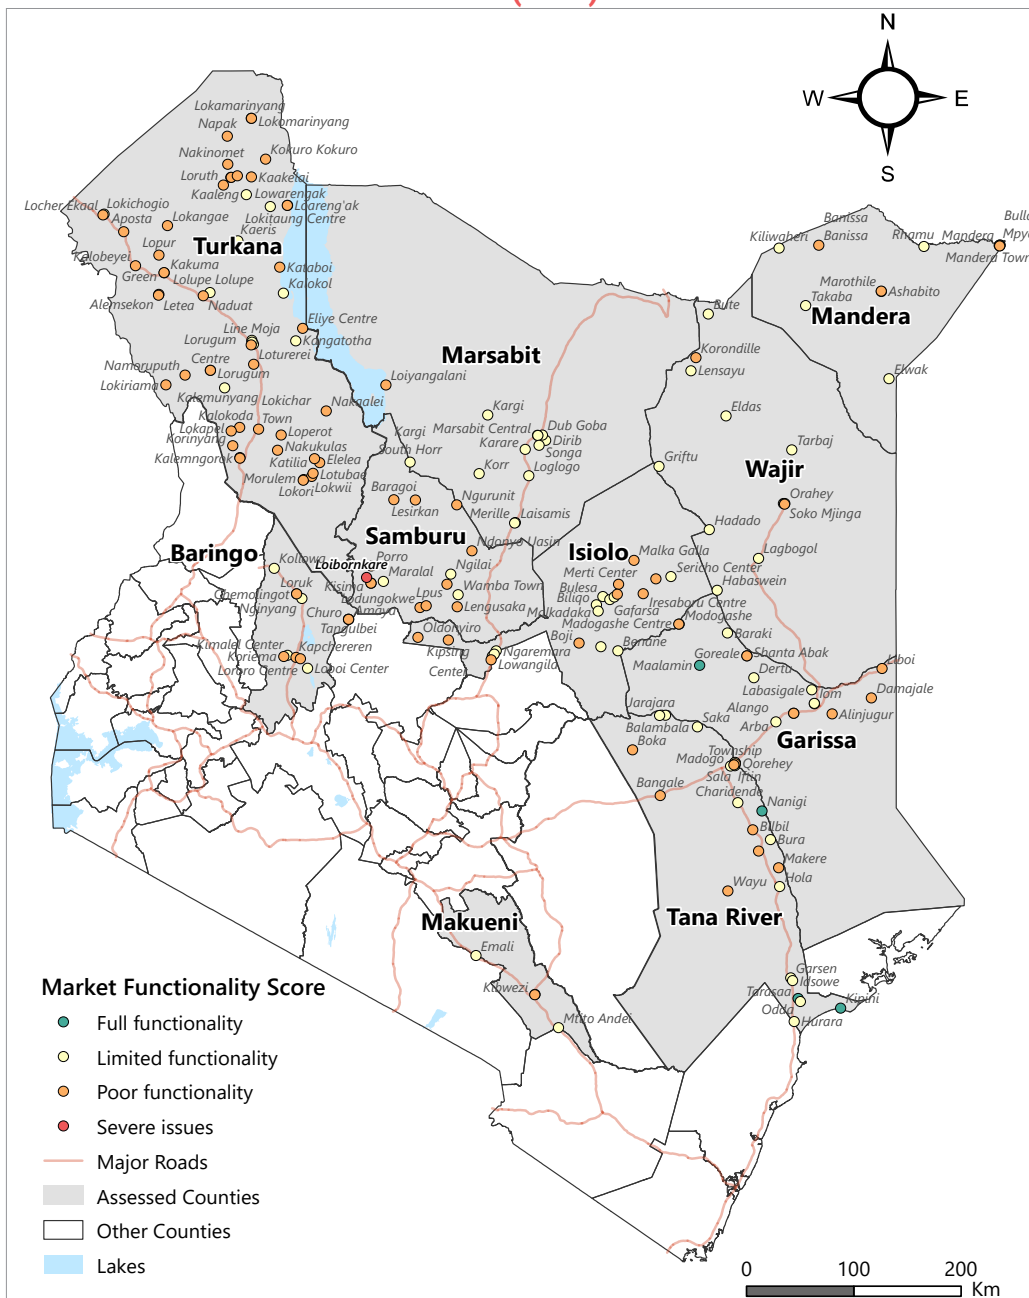 N
W
E
S
Lokamarinyang
Lokomarinyang
Napak
Kokuro Kokuro
Nakinomet
Loruth
Kaakelai
Kaaleng
Lowarengak
Loareng'ak
Locher Ekaal
Lokichogio
Aposta
Lokangae
Lokitaung Centre
Kaeris
Turkana
Lopur
Kalobeyei
Kakuma
Kataboi
Green
Lolupe Lolupe
Kalokol
Alemsekon
Letea
Naduat
Eliye Centre
Line Moja
Lorugum
Kangatotha
Loturerei
Namoruputh
Centre
Lorugum
Lokiriama
Kalemunyang
Lokichar
Nakaalei
Loiyangalani
Kalokoda
Lokapel
Town
Korinyang
Loperot
Nakukulas
Kalemngorok
Katilia
Elelea
Lotubae
Morulem
Lokori
Lokwii
Marsabit
Kargi
Marsabit Central
Dub Goba
Karare
Dirib
Songa
Kargi
South Horr
Korr
Loglogo
Baragoi
Lesirkan
Ngurunit
Merille
Laisamis
Samburu
Ndonyo Uasin
Baringo
Kollowa
Loibornkare
Porro
Maralal
Kisima
Ngilai
Wamba Town
Lodungokwe
Lpus
Lengusaka
Amaya
Loruk
Chemolingot
Nginyang
Churo
Tangulbei
Oldonyiro
Kipsing
Kimalel Center
Kapchereren
Koriema
Lororo Centre
Loboi Center
Ngaremara
Center
Lowangila
Isiolo
Malka Galla
Merti Center
Sericho Center
Bulesa
Biliqo
Iresaboru Centre
Malkadaka
Gafarsa
Madogashe Centre
Modogashe
Boji
Benane
Banissa
Banissa
Kiliwaheri
Rhamu
Mandera
Bulla
Mpya
Mandera Town
Marothile
Ashabito
Takaba
Mandera
Bute
Korondille
Lensayu
Elwak
Eldas
Tarbaj
Griftu
Wajir
Orahey
Soko Mjinga
Hadado
Lagbogol
Habaswein
Baraki
Goreale
Shanta Abak
Maalamin
Dertu
Liboi
Labasigale
Jam
Damajale
Alango
Arba
Alinjugur
Garissa
Jarajara
Balambala
Saka
Boka
Township
Madogo
Qorehey
Sala
Iftin
Bangale
Charidende
Nanigi
Bilbil
Bura
Makere
Hola
Wayu
Tana River
Garsen
Idsowe
Tarasaa
Kipini
Oada
Hurara
Makueni
Emali
Kibwezi
Mtito Andei
Market Functionality Score
Full functionality
Limited functionality
Poor functionality
Severe issues
Major Roads
Assessed Counties
Other Counties
Lakes
0
100
200
Km